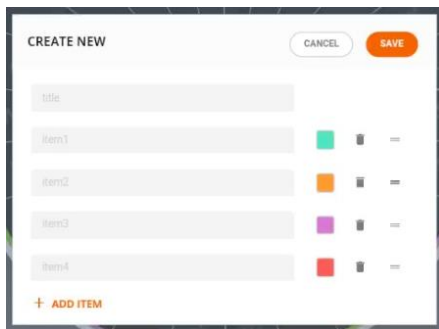 CREATE NEW
CANCEL
SAVE
title
item1
item2
item3
item4
+ ADD ITEM